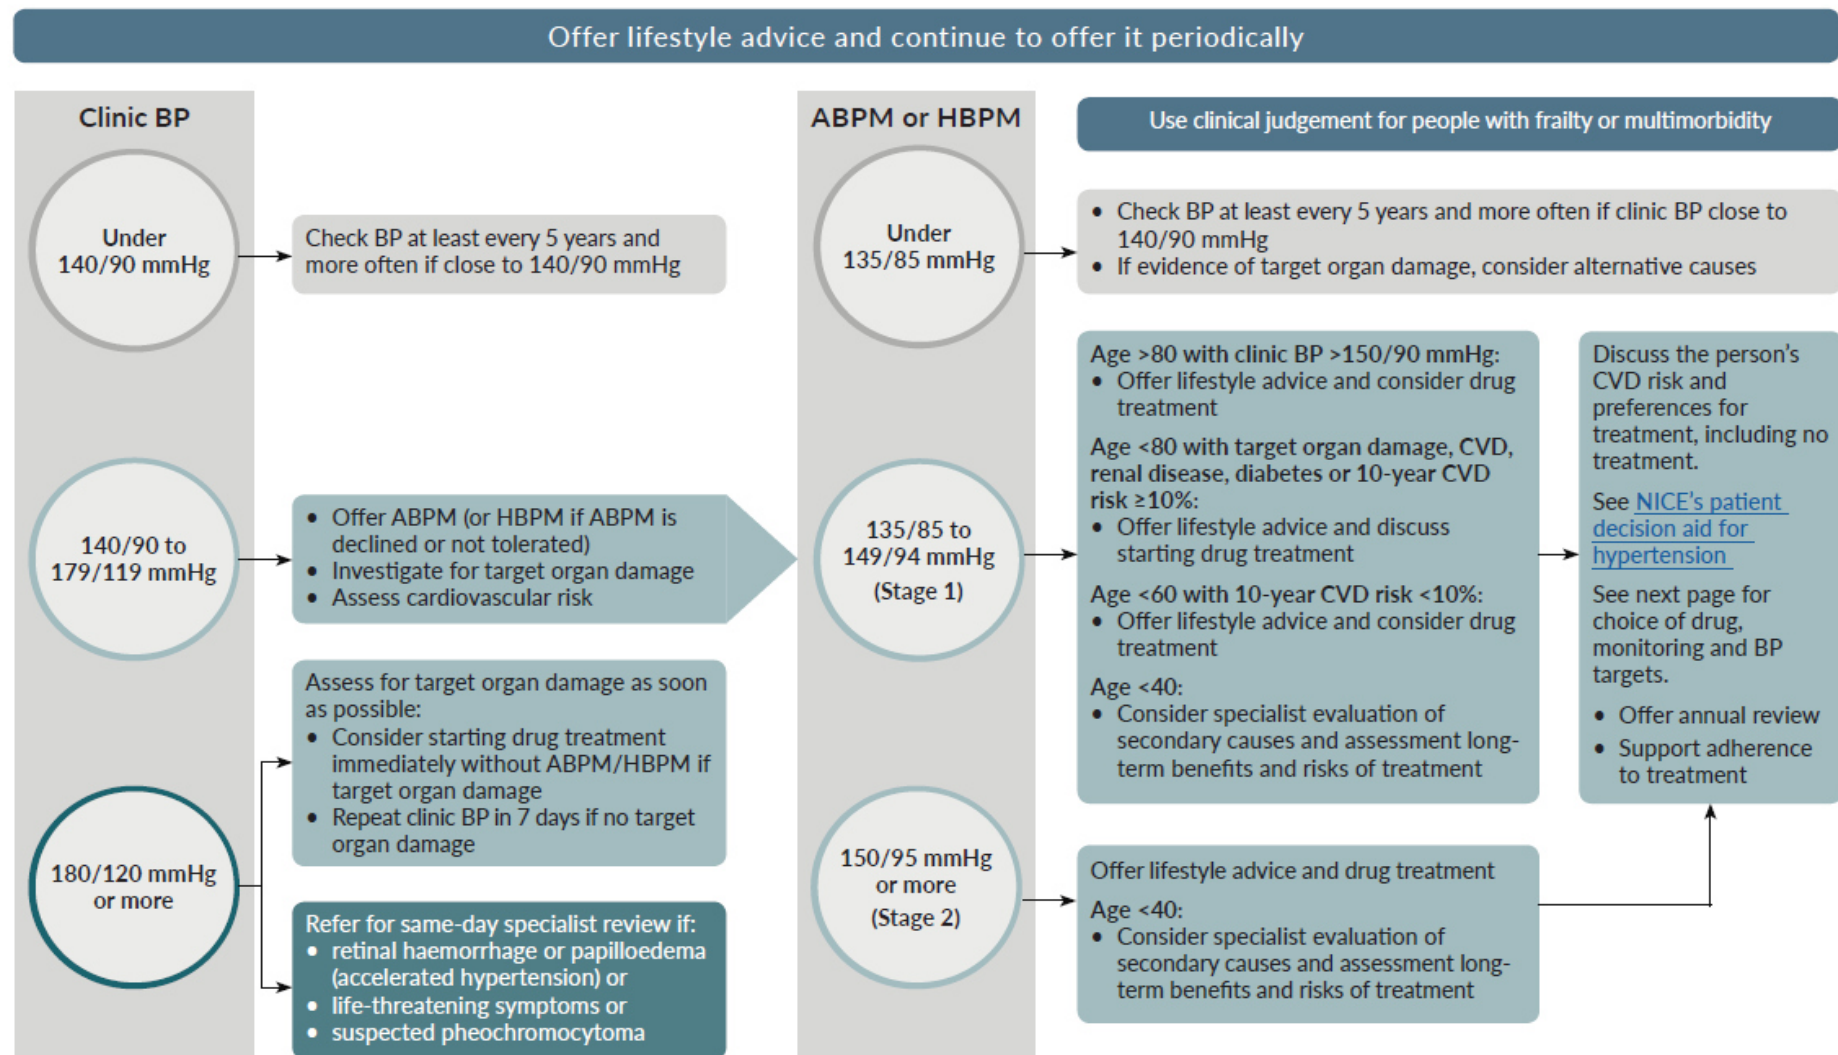 Offer lifestyle advice and continue to offer it periodically
Clinic BP
Under
140/90 mmHg
Check BP at least every 5 years and
more often if close to 140/90 mmHg
140/90 to
179/119 mmHg
• Offer ABPM (or HBPM if ABPM is
declined or not tolerated)
• Investigate for target organ damage
• Assess cardiovascular risk
180/120 mmHg
or more
Assess for target organ damage as soon
as possible:
• Consider starting drug treatment
immediately without ABPM/HBPM if
target organ damage
• Repeat clinic BP in 7 days if no target
organ damage
Refer for same-day specialist review if:
• retinal haemorrhage or papilloedema
(accelerated hypertension) or
• life-threatening symptoms or
• suspected pheochromocytoma
ABPM or HBPM
Use clinical judgement for people with frailty or multimorbidity
Under
135/85 mmHg
• Check BP at least every 5 years and more often if clinic BP close to
140/90 mmHg
• If evidence of target organ damage, consider alternative causes
135/85 to
149/94 mmHg
(Stage 1)
Age >80 with clinic BP >150/90 mmHg:
• Offer lifestyle advice and consider drug
treatment
Age <80 with target organ damage, CVD,
renal disease, diabetes or 10-year CVD
risk ≥10%:
• Offer lifestyle advice and discuss
starting drug treatment
Age <60 with 10-year CVD risk <10%:
• Offer lifestyle advice and consider drug
treatment
Age <40:
• Consider specialist evaluation of
secondary causes and assessment long-
term benefits and risks of treatment
Discuss the person's
CVD risk and
preferences for
treatment, including no
treatment.
See NICE's patient
decision aid for
hypertension
See next page for
choice of drug,
monitoring and BP
targets.
• Offer annual review
• Support adherence
to treatment
150/95 mmHg
or more
(Stage 2)
Offer lifestyle advice and drug treatment
Age <40:
• Consider specialist evaluation of
secondary causes and assessment long-
term benefits and risks of treatment